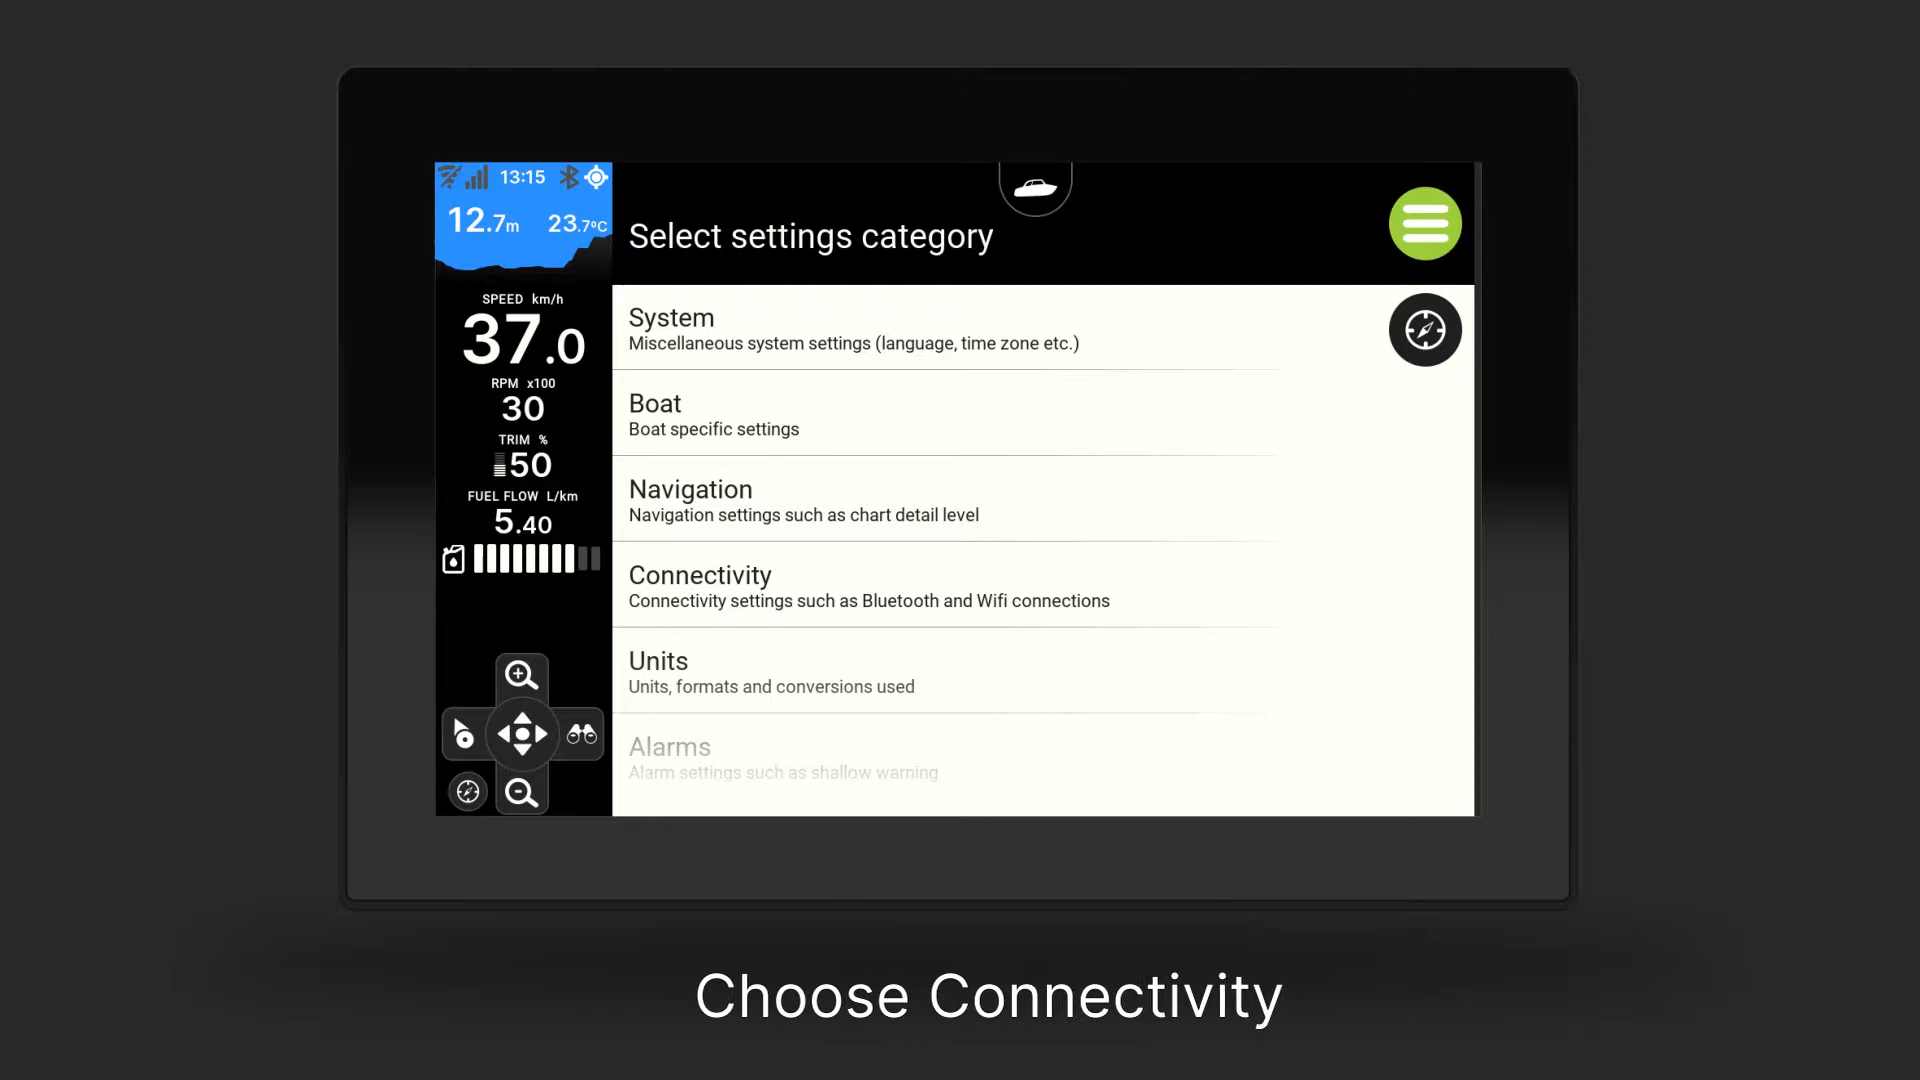 13:15
12.7m 23.7°C
SPEED km/h
37.0
RPM x100
30
TRIM %
50
FUEL FLOW L/km
5.40
Select settings category
System
Miscellaneous system settings (language, time zone etc.)
Boat
Boat specific settings
Navigation
Navigation settings such as chart detail level
Connectivity
Connectivity settings such as Bluetooth and Wifi connections
Units
Units, formats and conversions used
Alarms
Alarm settings such as shallow warning
Choose Connectivity